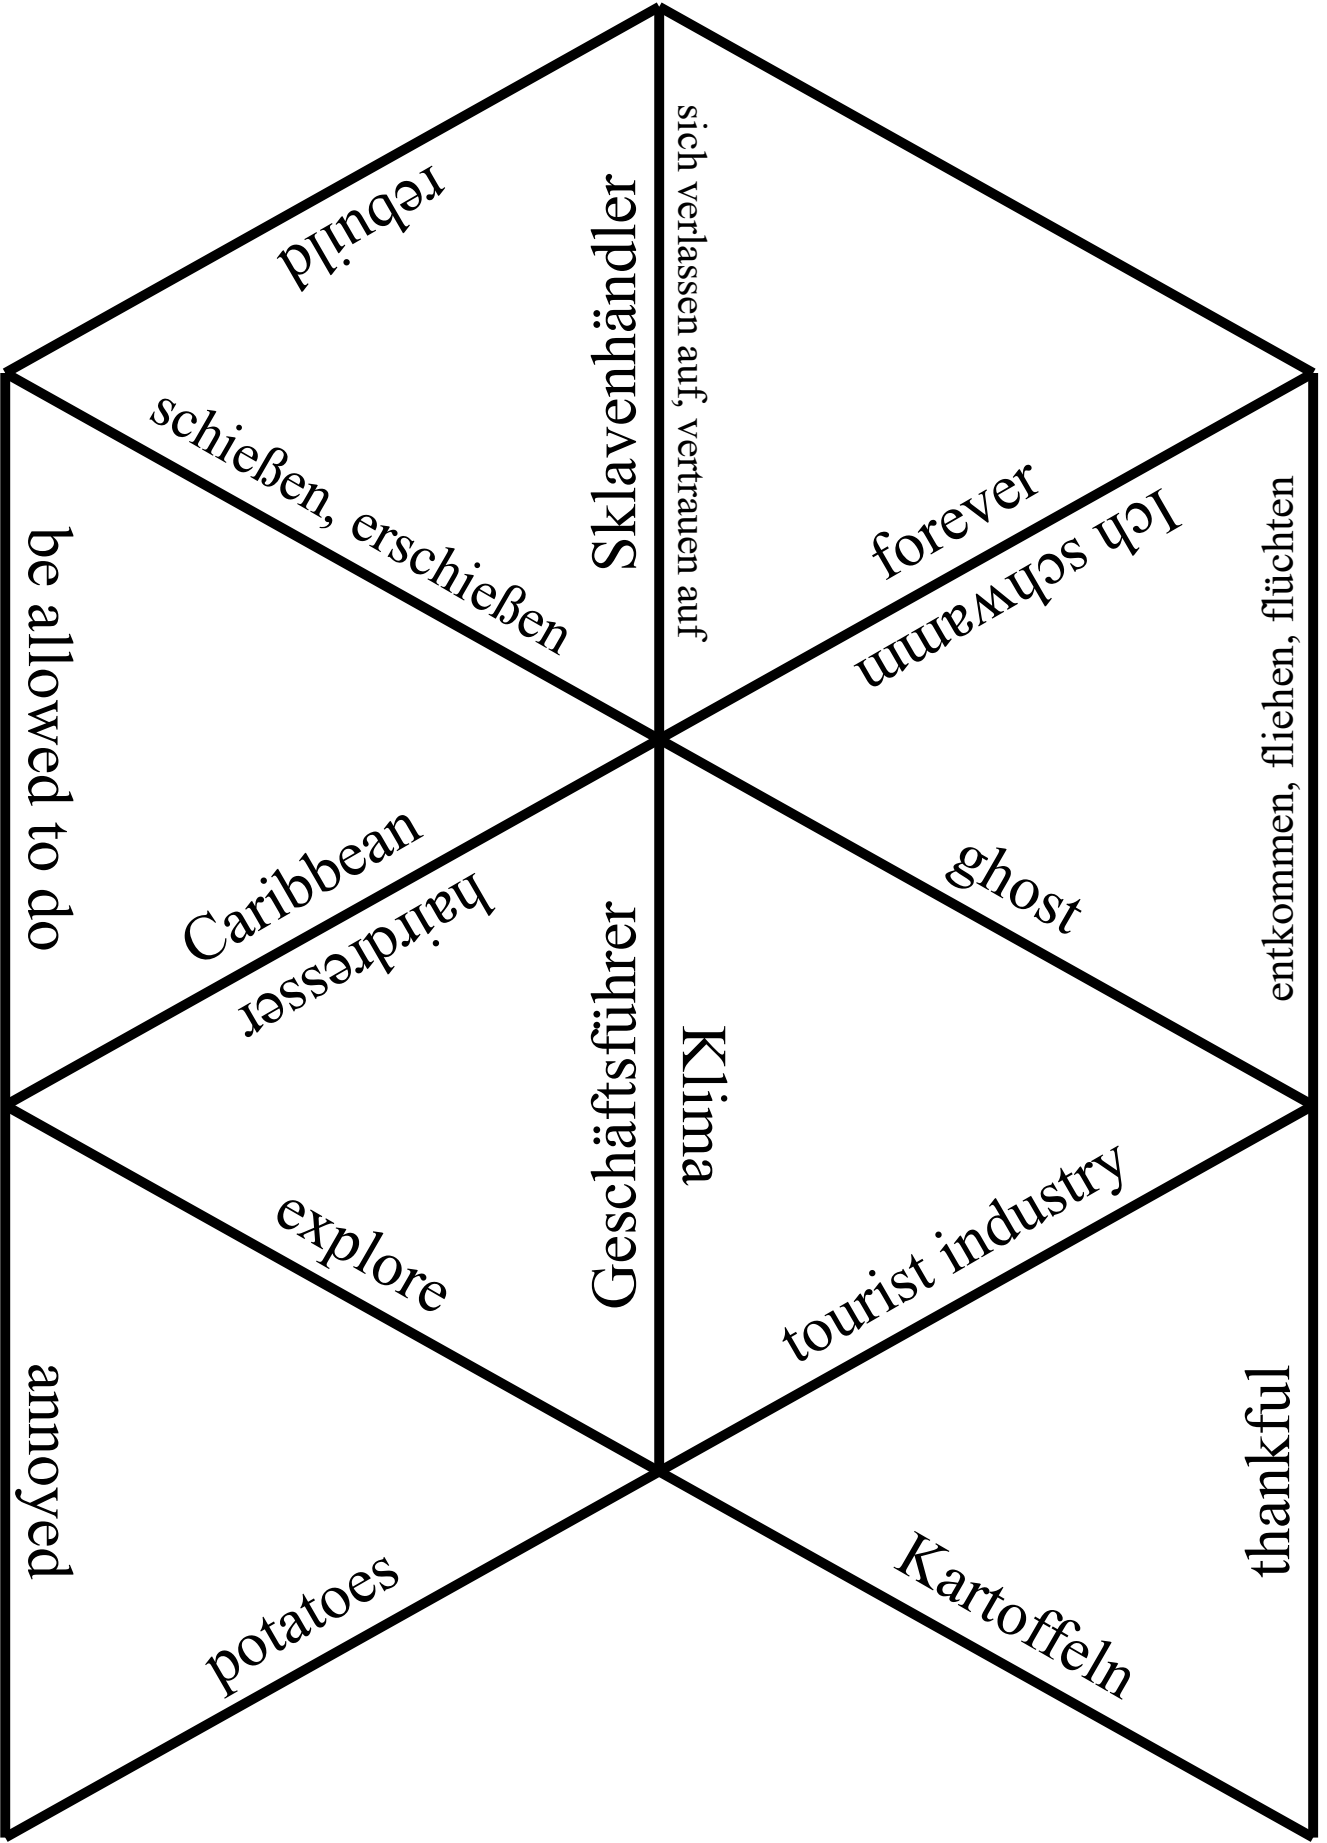 rebuild
Sklavenhändler
sich verlassen auf, vertrauen auf
schießen, erschießen
forever
Ich schwamm
entkommen, fliehen, flüchten
be allowed to do
Caribbean
hairdresser
ghost
Geschäftsführer
Klima
explore
tourist industry
annoyed
thankful
potatoes
Kartoffeln